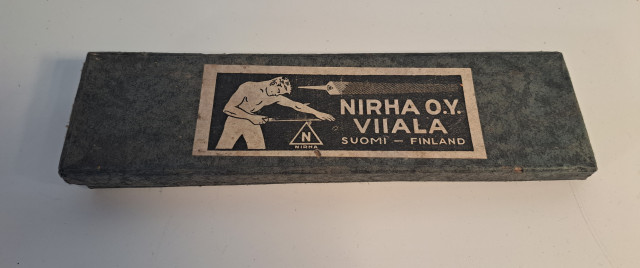 NIRHA O.Y.
VIIALA
SUOMI — FINLAND
N
NIRHA